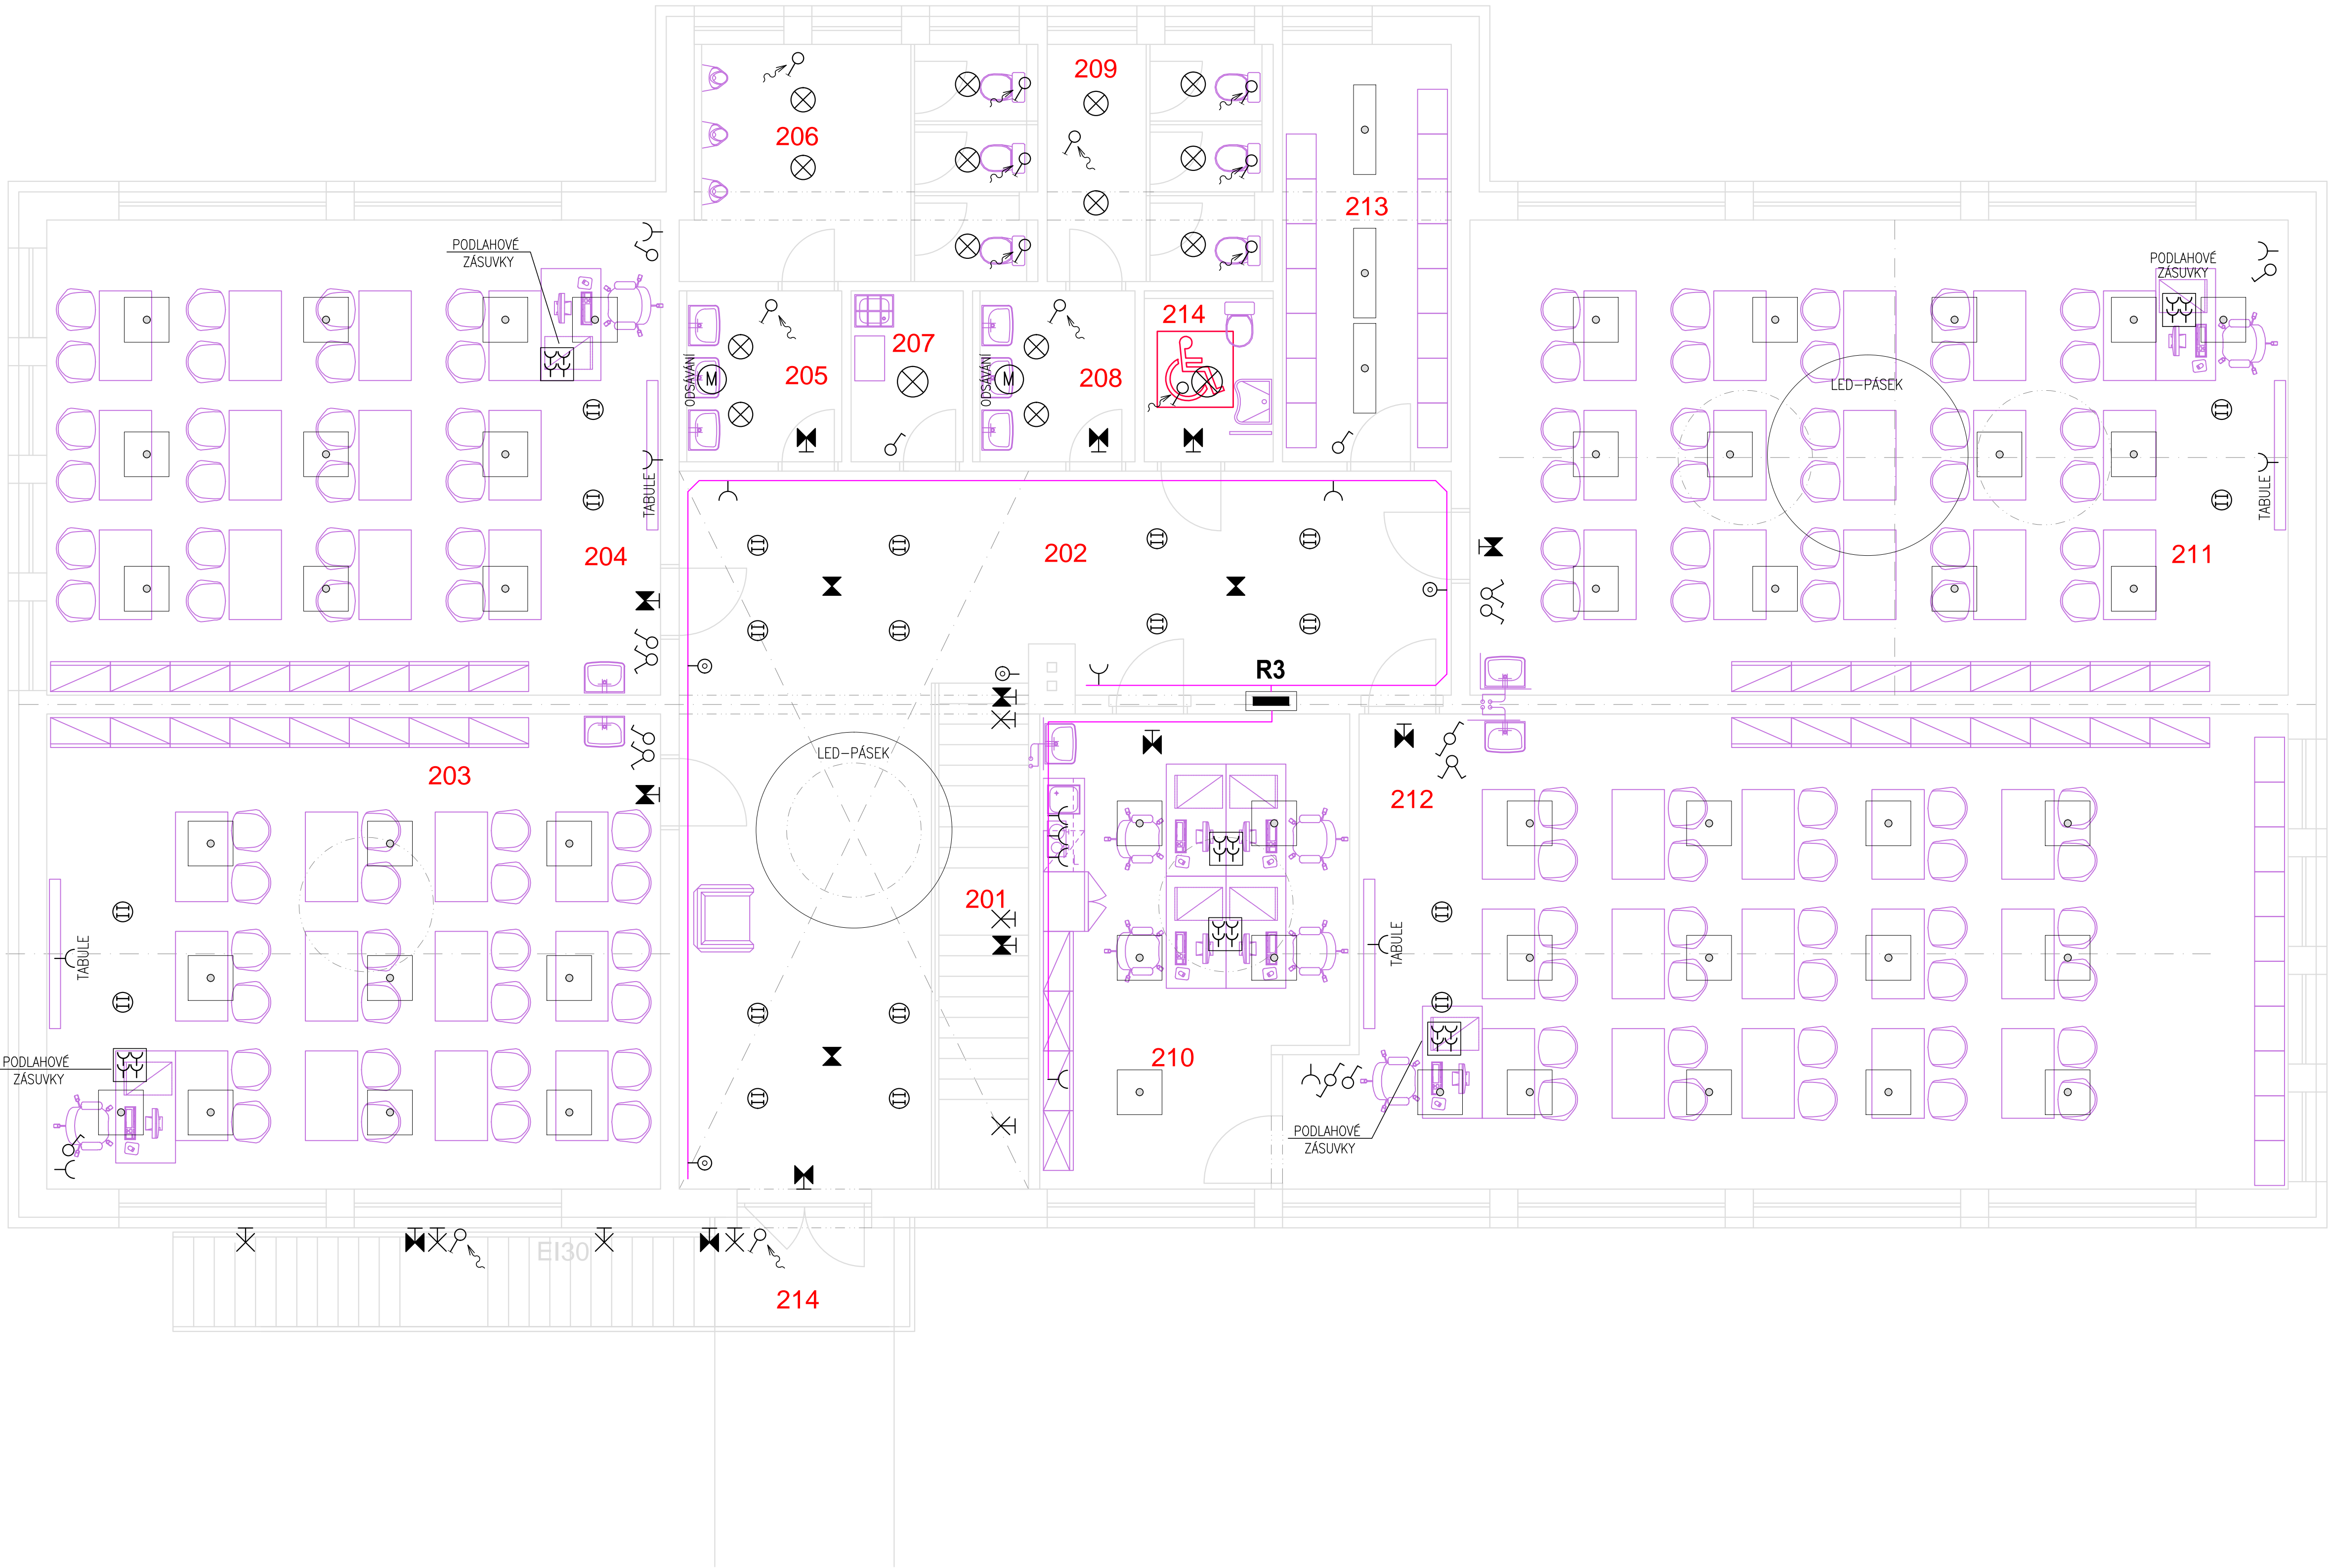 209
206
213
PODLAHOVÉ
ZÁSUVKY
PODLAHOVÉ
ZÁSUVKY
214
207
205
208
ODSÁVÁNÍ
M
ODSÁVÁNÍ
M
LED-PÁSEK
TABULE
TABULE
204
202
211
R3
LED-PÁSEK
203
212
201
TABULE
TABULE
210
PODLAHOVÉ
ZÁSUVKY
PODLAHOVÉ
ZÁSUVKY
EI30
214